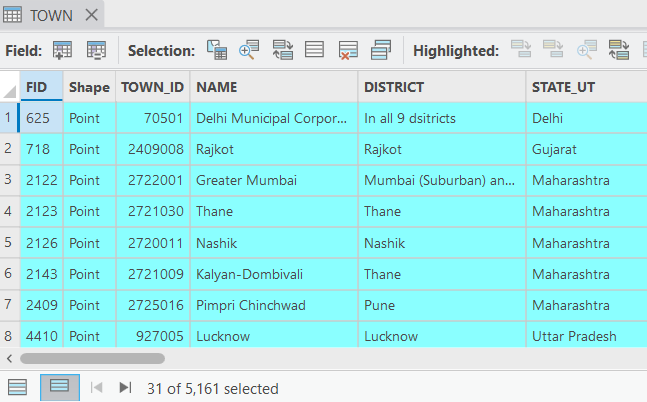 TOWN
Field: Selection: Highlighted:
FID Shape TOWN_ID NAME DISTRICT STATE_UT
1 625 Point 70501 Delhi Municipal Corpor... In all 9 dsitricts Delhi
2 718 Point 2409008 Rajkot Rajkot Gujarat
3 2122 Point 2722001 Greater Mumbai Mumbai (Suburban) an... Maharashtra
4 2123 Point 2721030 Thane Thane Maharashtra
5 2126 Point 2720011 Nashik Nashik Maharashtra
6 2143 Point 2721009 Kalyan-Dombivali Thane Maharashtra
7 2409 Point 2725016 Pimpri Chinchwad Pune Maharashtra
8 4410 Point 927005 Lucknow Lucknow Uttar Pradesh
31 of 5,161 selected